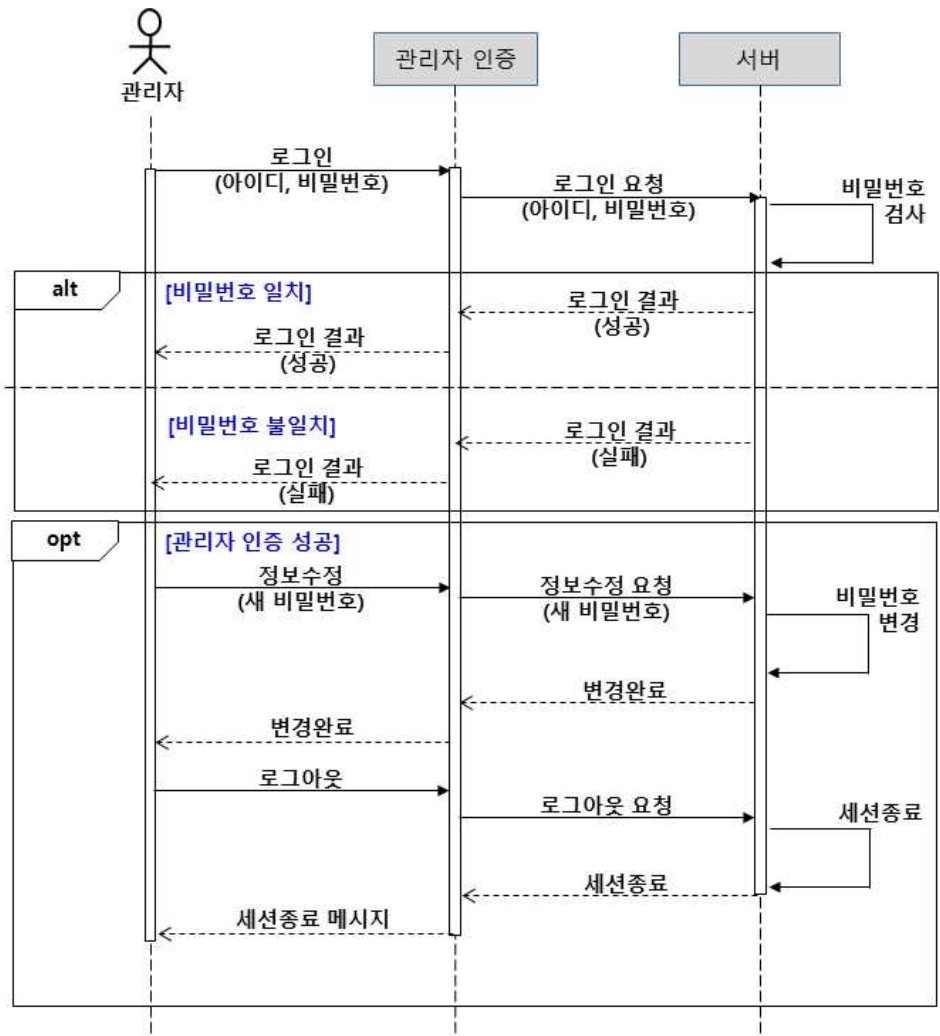 관리자
관리자 인증
서버
로그인
(아이디, 비밀번호)
로그인 요청
(아이디, 비밀번호)
비밀번호
검사
alt
[비밀번호 일치]
로그인 결과
(성공)
로그인 결과
(성공)
[비밀번호 불일치]
로그인 결과
(실패)
로그인 결과
(실패)
opt
[관리자 인증 성공]
정보수정
(새 비밀번호)
정보수정 요청
(새 비밀번호)
비밀번호
변경
변경완료
변경완료
로그아웃
로그아웃 요청
세션종료
세션종료
세션종료 메시지